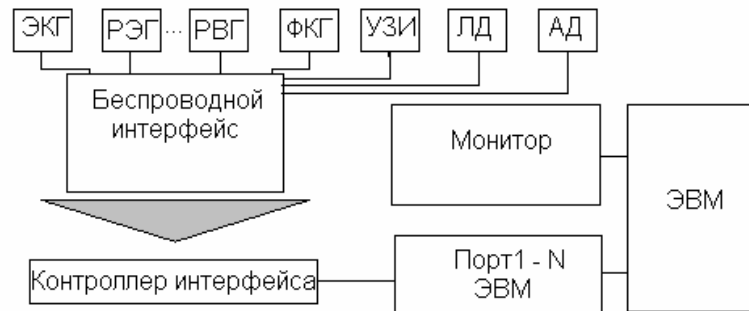 ЭКГ РЭГ ... РВГ ФКГ УЗИ ЛД АД
Беспроводной
интерфейс
Монитор
ЭВМ
Контроллер интерфейса
Порт1 - N
ЭВМ